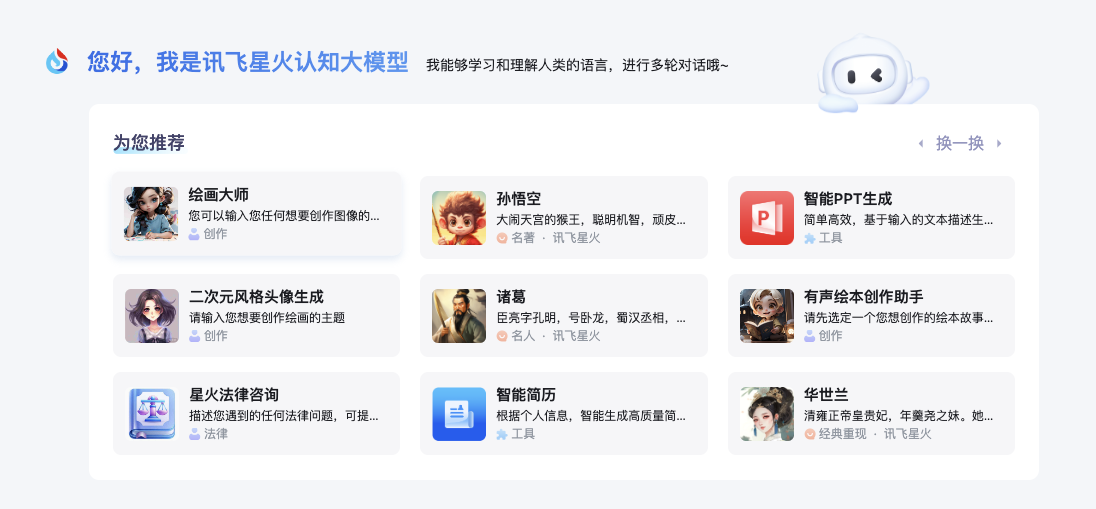 您好，我是讯飞星火认知大模型 我能够学习和理解人类的语言，进行多轮对话哦~
为您推荐
换一换
绘画大师
您可以输入您任何想要创作图像的...
创作
孙悟空
大闹天宫的猴王，聪明机智，顽皮...
名著 · 讯飞星火
智能PPT生成
简单高效，基于输入的文本描述生...
工具
二次元风格头像生成
请输入您想要创作绘画的主题
创作
诸葛
臣亮字孔明，号卧龙，蜀汉丞相，...
名人 · 讯飞星火
有声绘本创作助手
请先选定一个您想创作的绘本故事...
创作
星火法律咨询
描述您遇到的任何法律问题，可提...
法律
智能简历
根据个人信息，智能生成高质量简...
工具
华世兰
清雍正帝皇贵妃，年羹尧之妹。她...
经典重现 · 讯飞星火